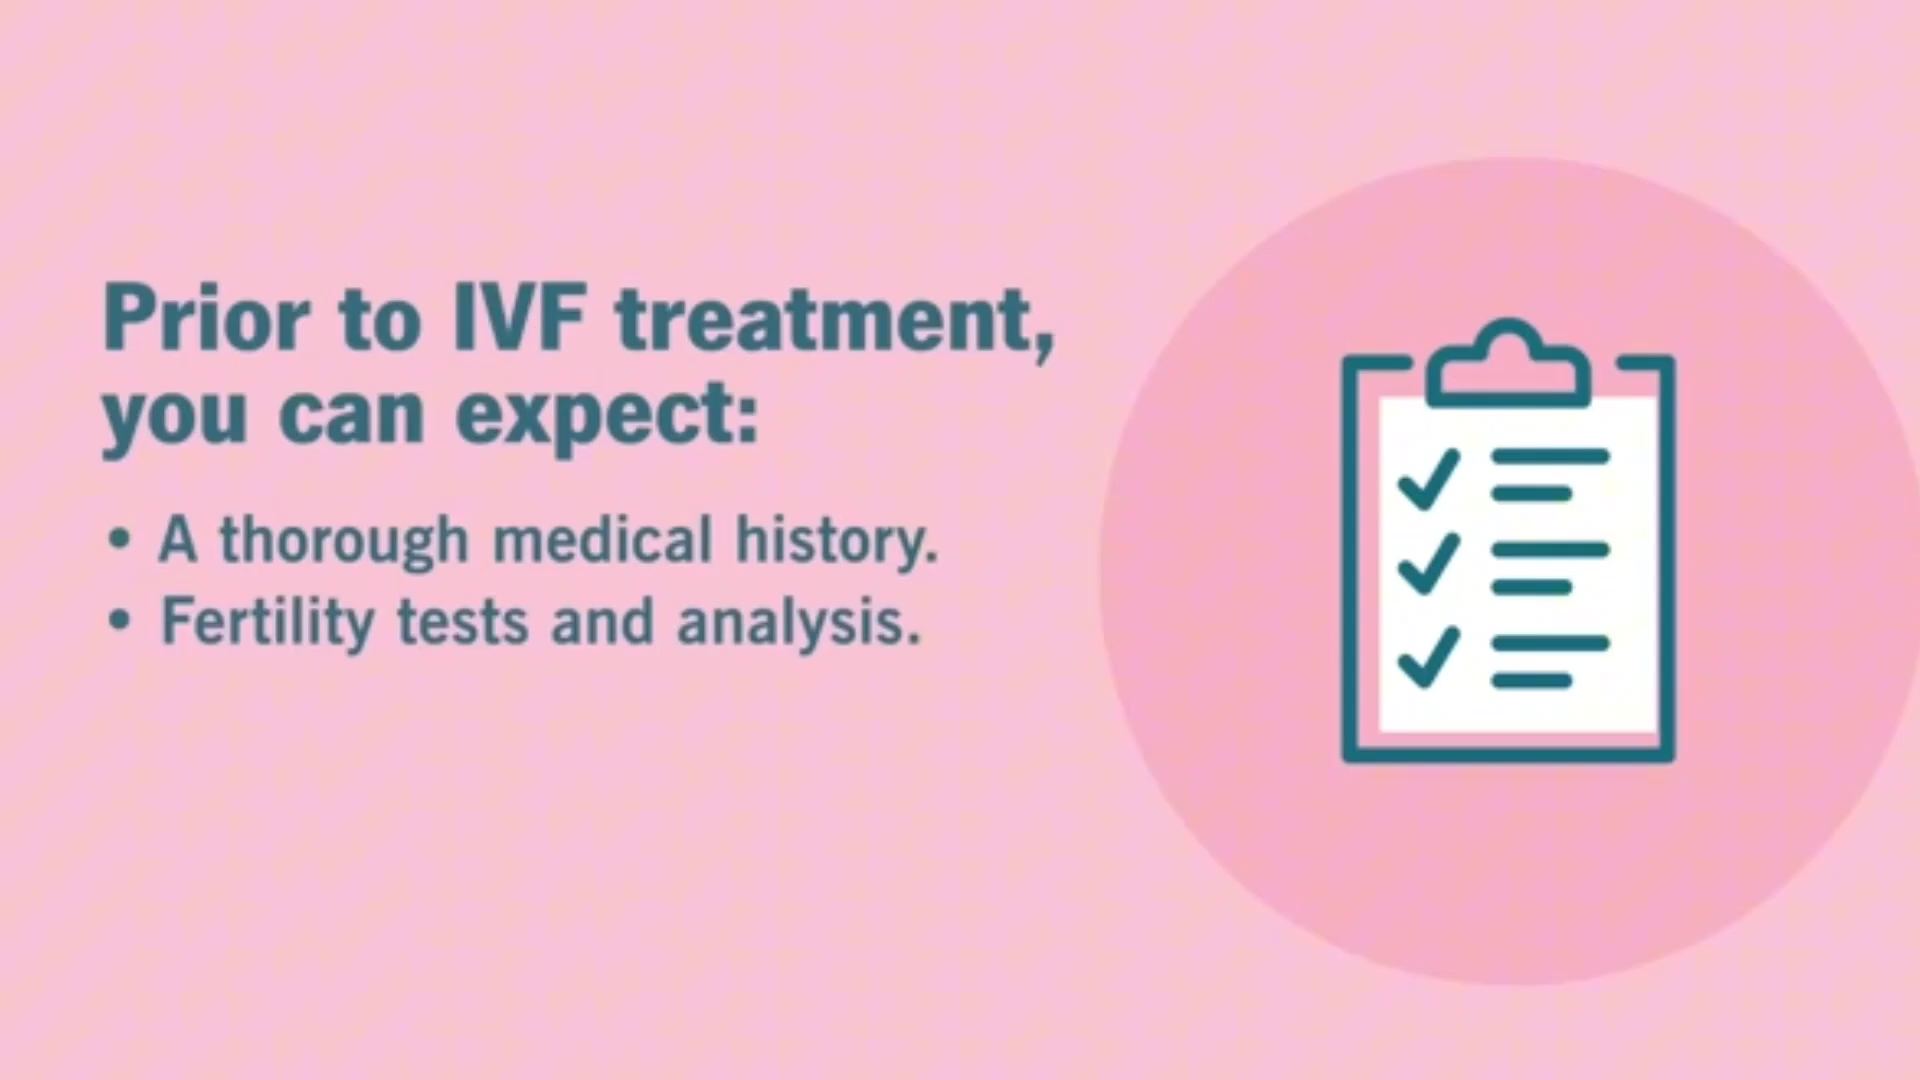 Prior to IVF treatment,
you can expect:
• A thorough medical history.
• Fertility tests and analysis.